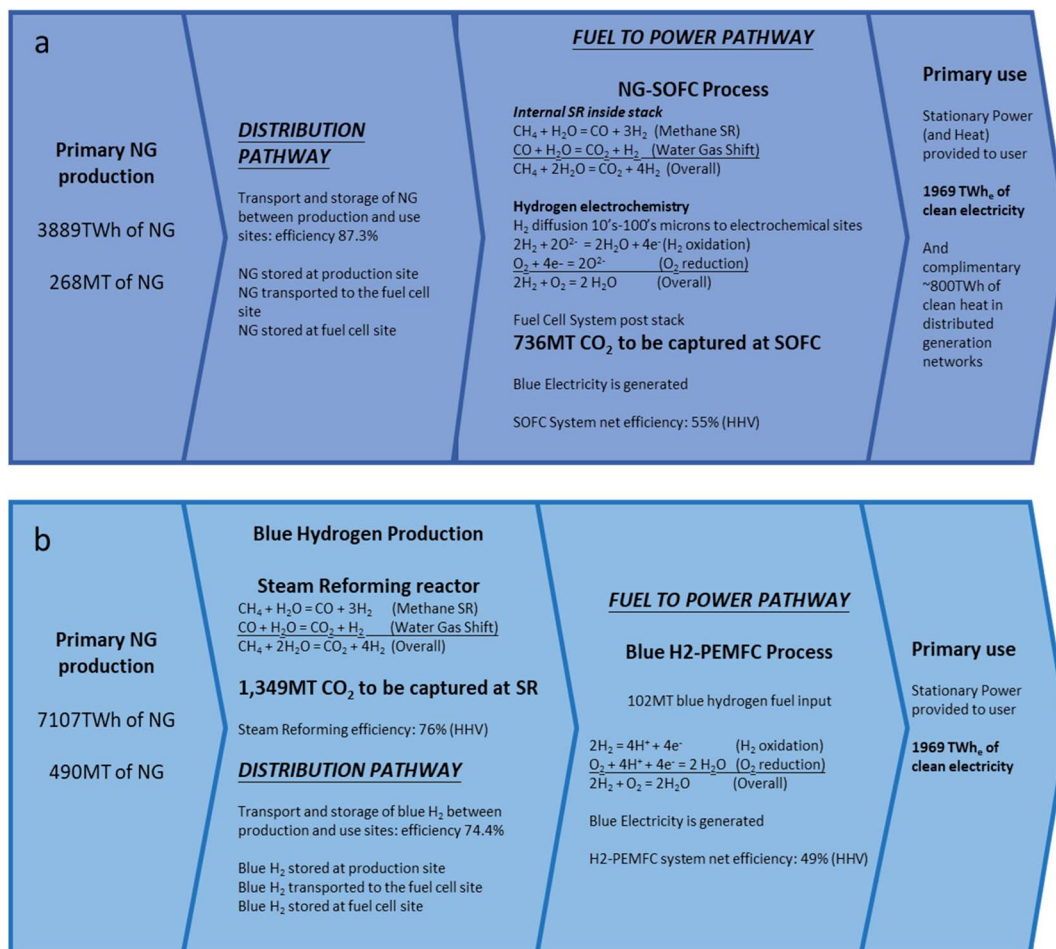 a
Primary NG
production
3889TWh of NG
268MT of NG
DISTRIBUTION
PATHWAY
Transport and storage of NG
between production and use
sites: efficiency 87.3%
NG stored at production site
NG transported to the fuel cell
site
NG stored at fuel cell site
FUEL TO POWER PATHWAY
NG-SOFC Process
Internal SR inside stack
CH₄ + H₂O = CO + 3H₂ (Methane SR)
CO + H₂O = CO₂ + H₂ (Water Gas Shift)
CH₄ + 2H₂O = CO₂ + 4H₂ (Overall)
Hydrogen electrochemistry
H₂ diffusion 10's-100's microns to electrochemical sites
2H₂ + 2O²⁻ = 2H₂O + 4e⁻ (H₂ oxidation)
O₂ + 4e- = 2O²⁻ (O₂ reduction)
2H₂ + O₂ = 2 H₂O (Overall)
Fuel Cell System post stack
736MT CO₂ to be captured at SOFC
Blue Electricity is generated
SOFC System net efficiency: 55% (HHV)
Primary use
Stationary Power
(and Heat)
provided to user
1969 TWhₑ of
clean electricity
And
complimentary
~800TWh of
clean heat in
distributed
generation
networks
b
Primary NG
production
7107TWh of NG
490MT of NG
Blue Hydrogen Production
Steam Reforming reactor
CH₄ + H₂O = CO + 3H₂ (Methane SR)
CO + H₂O = CO₂ + H₂ (Water Gas Shift)
CH₄ + 2H₂O = CO₂ + 4H₂ (Overall)
1,349MT CO₂ to be captured at SR
Steam Reforming efficiency: 76% (HHV)
DISTRIBUTION PATHWAY
Transport and storage of blue H₂ between
production and use sites: efficiency 74.4%
Blue H₂ stored at production site
Blue H₂ transported to the fuel cell site
Blue H₂ stored at fuel cell site
FUEL TO POWER PATHWAY
Blue H2-PEMFC Process
102MT blue hydrogen fuel input
2H₂ = 4H⁺ + 4e⁻ (H₂ oxidation)
O₂ + 4H⁺ + 4e⁻ = 2 H₂O (O₂ reduction)
2H₂ + O₂ = 2H₂O (Overall)
Blue Electricity is generated
H2-PEMFC system net efficiency: 49% (HHV)
Primary use
Stationary Power
provided to user
1969 TWhₑ of
clean electricity